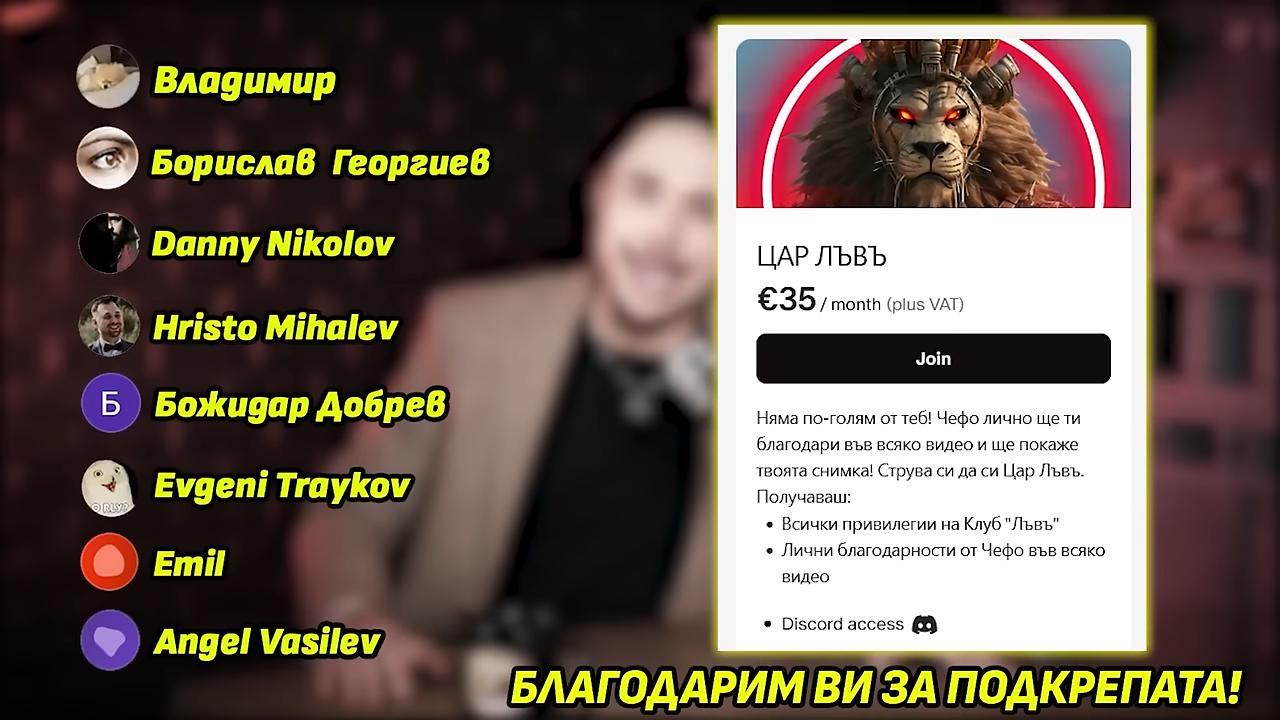 Владимир
Борислав Георгиев
Danny Nikolov
Hristo Mihalev
Б
Божидар Добрев
Evgeni Traykov
O RLY?
Emil
Angel Vasilev
ЦАР ЛЪВЪ
€35 / month (plus VAT)
Join
Няма по-голям от теб! Чефо лично ще ти
благодари във всяко видео и ще покаже
твоята снимка! Струва си да си Цар Лъвъ.
Получаваш:
• Всички привилегии на Клуб "Лъвъ"
• Лични благодарности от Чефо във всяко
видео
• Discord access
БЛАГОДАРИМ ВИ ЗА ПОДКРЕПАТА!